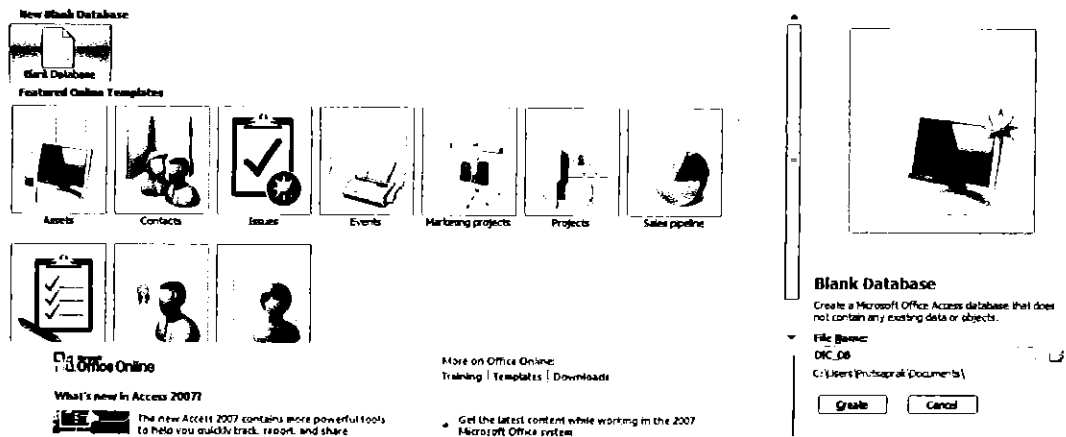 New Blank Database
Blank Database
Featured Online Templates
Assets
Contacts
Issues
Events
Marketing projects
Projects
Sales pipeline
Office Online
More on Office Online:
Training | Templates | Downloads
What's new in Access 2007?
The new Access 2007 contains more powerful tools
to help you quickly track, report, and share
Get the latest content while working in the 2007
Microsoft Office system
Blank Database
Create a Microsoft Office Access database that does
not contain any existing data or objects.
File Name:
C:\Users\Prutsaprak\Documents\
Create
Cancel